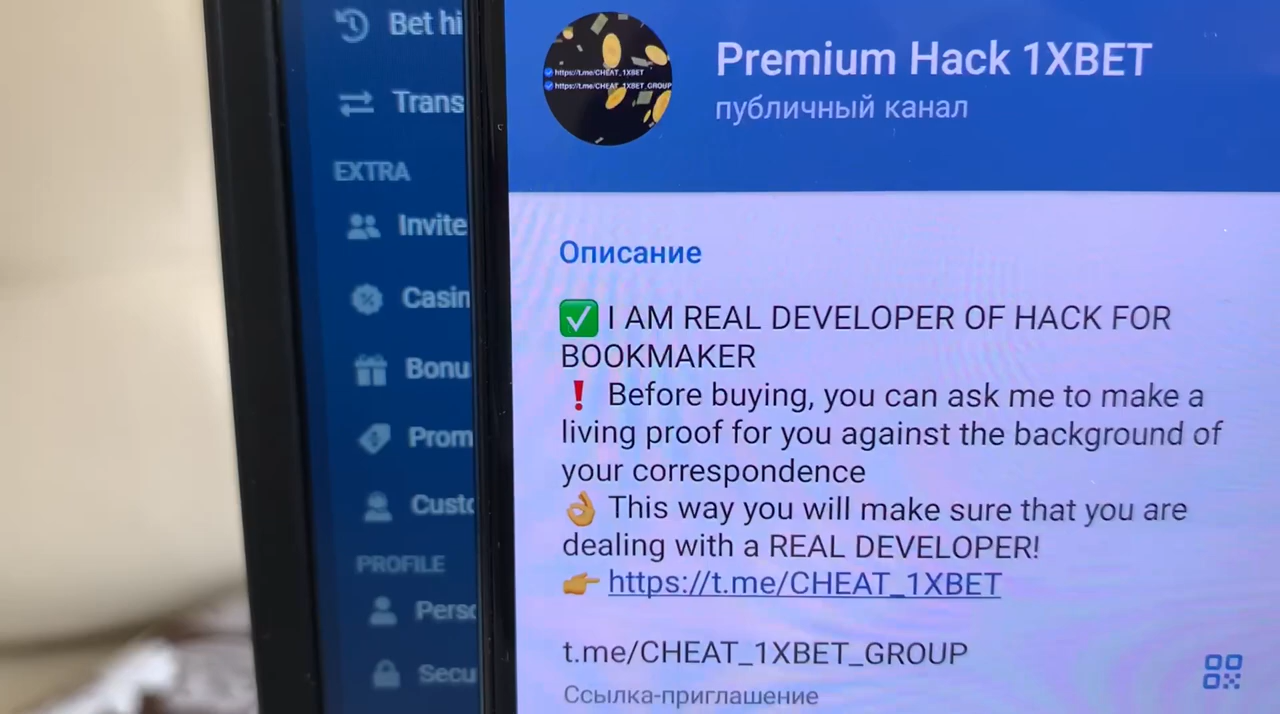 Bet hi
Trans
EXTRA
Invite
Casin
Bonu
Prom
Custo
PROFILE
Perso
Secu
https://t.me/CHEAT_1XBET
https://t.me/CHEAT_1XBET_GROUP
Premium Hack 1XBET
публичный канал
Описание
✅ I AM REAL DEVELOPER OF HACK FOR
BOOKMAKER
❗ Before buying, you can ask me to make a
living proof for you against the background of
your correspondence
👌 This way you will make sure that you are
dealing with a REAL DEVELOPER!
👉 https://t.me/CHEAT_1XBET
t.me/CHEAT_1XBET_GROUP
Ссылка-приглашение